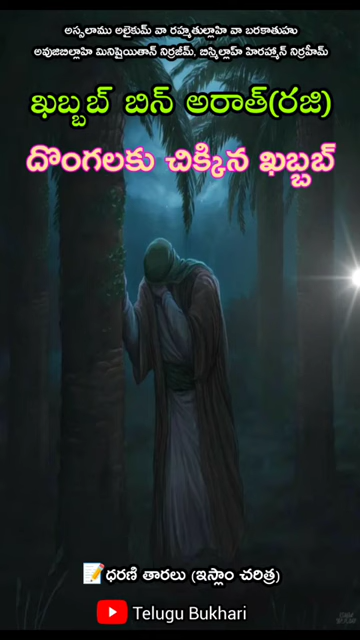 అస్సలాము అలైకుమ్ వా రహ్మతుల్లాహి వా బరకాతుహు
అవుజిబిల్లాహి మినిషైయితాన్ నిర్రజీమ్, బిస్మిల్లాహ్ హిరహ్మాన్ నిర్రహీమ్
ఖబ్బబ్ బిన్ అరాత్(రజి)
దొంగలకు చిక్కిన ఖబ్బబ్
📝ధరణి తారలు (ఇస్లాం చరిత్ర)
Telugu Bukhari